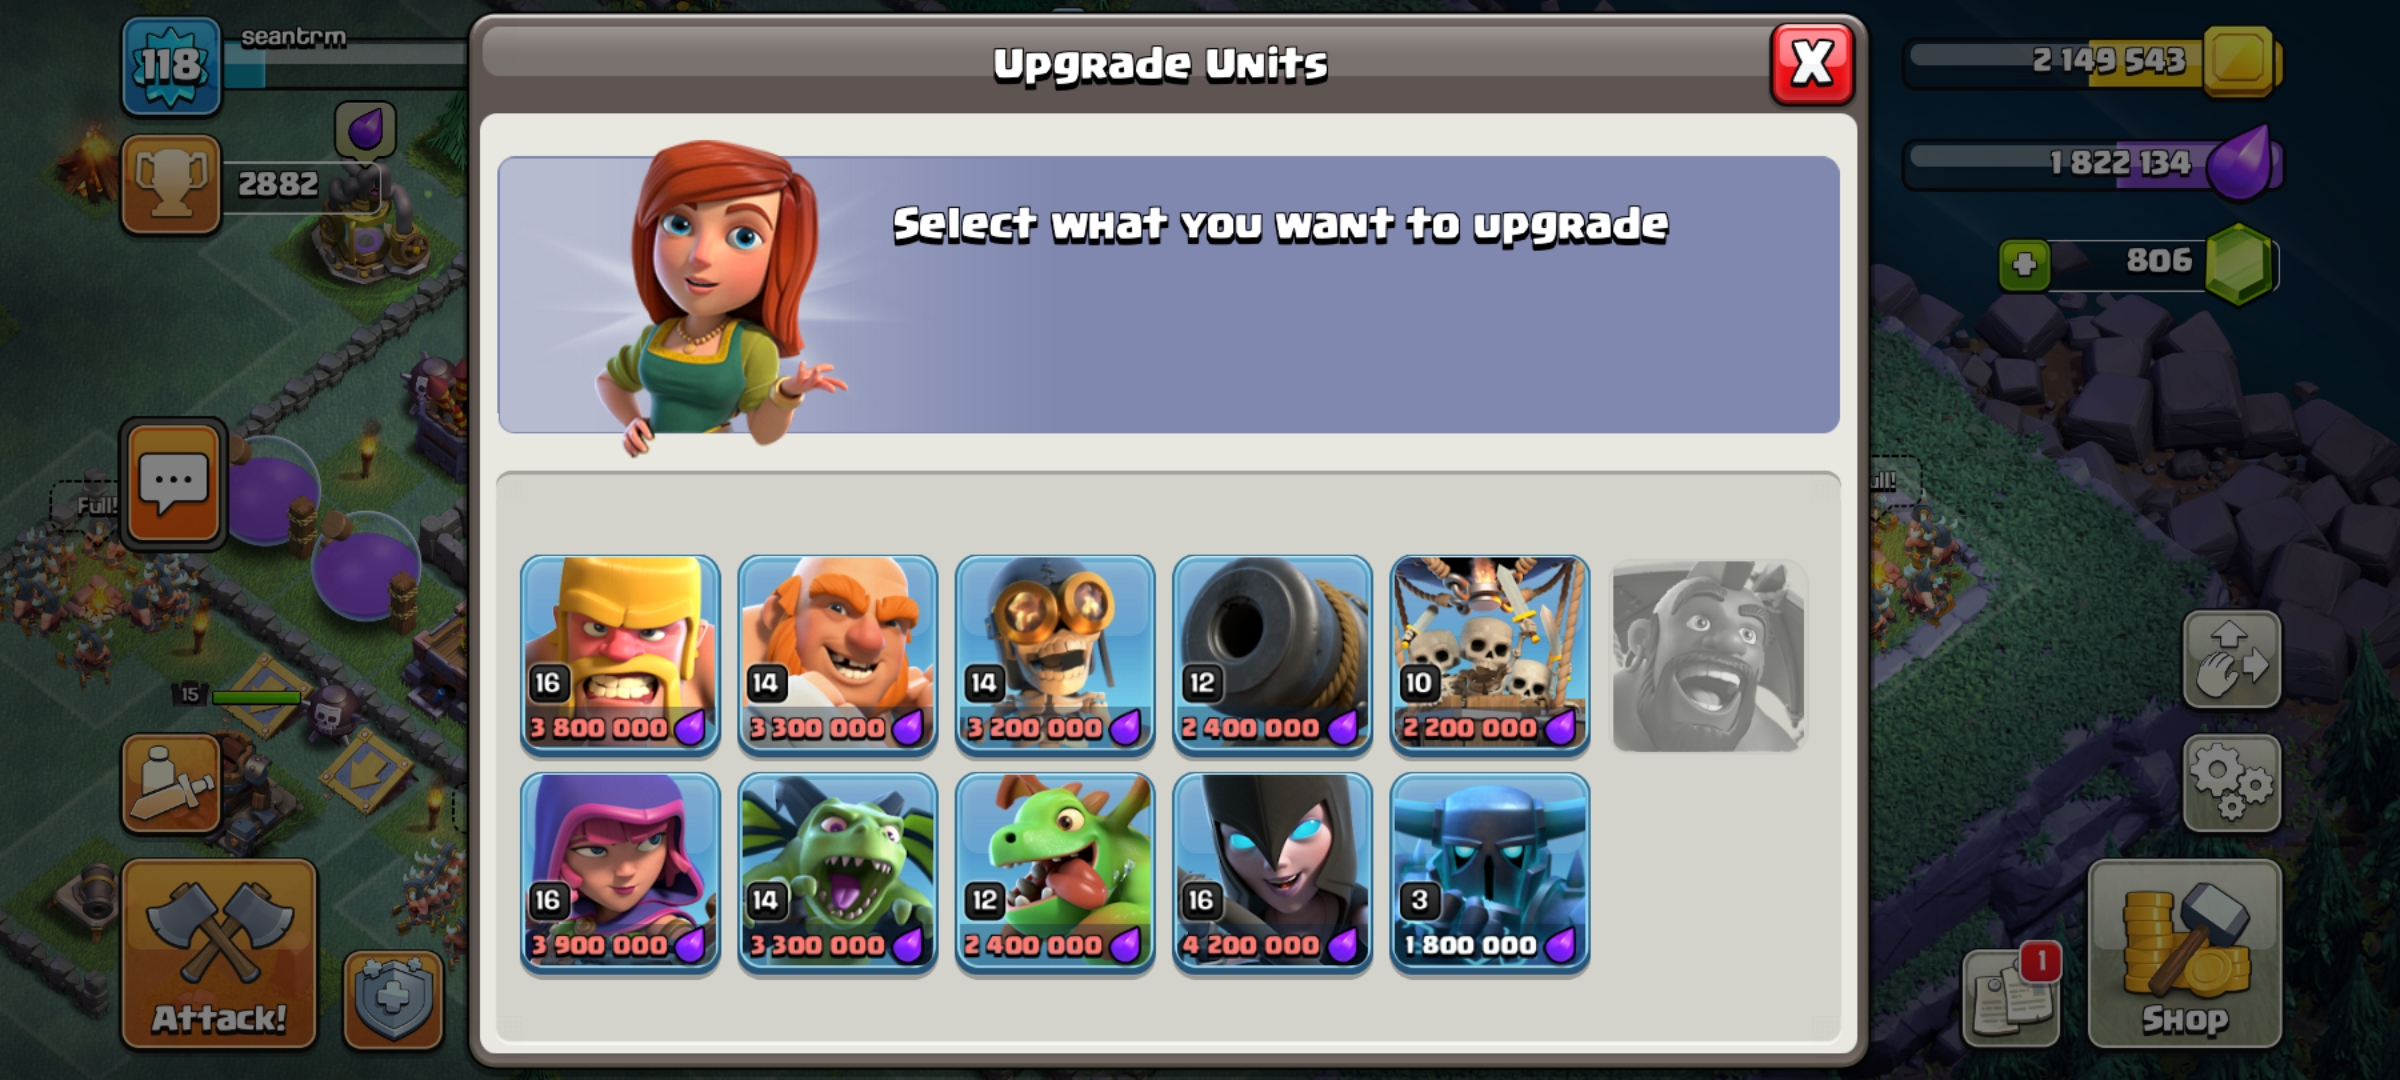 118
seantrm
Upgrade Units
X
2 149 543
2882
1 822 134
806
Select what you want to upgrade
Full!
ull!
15
16
3 800 000
14
3 300 000
14
3 200 000
12
2 400 000
10
2 200 000
16
3 900 000
14
3 300 000
12
2 400 000
16
4 200 000
3
1 800 000
Attack!
1
Shop